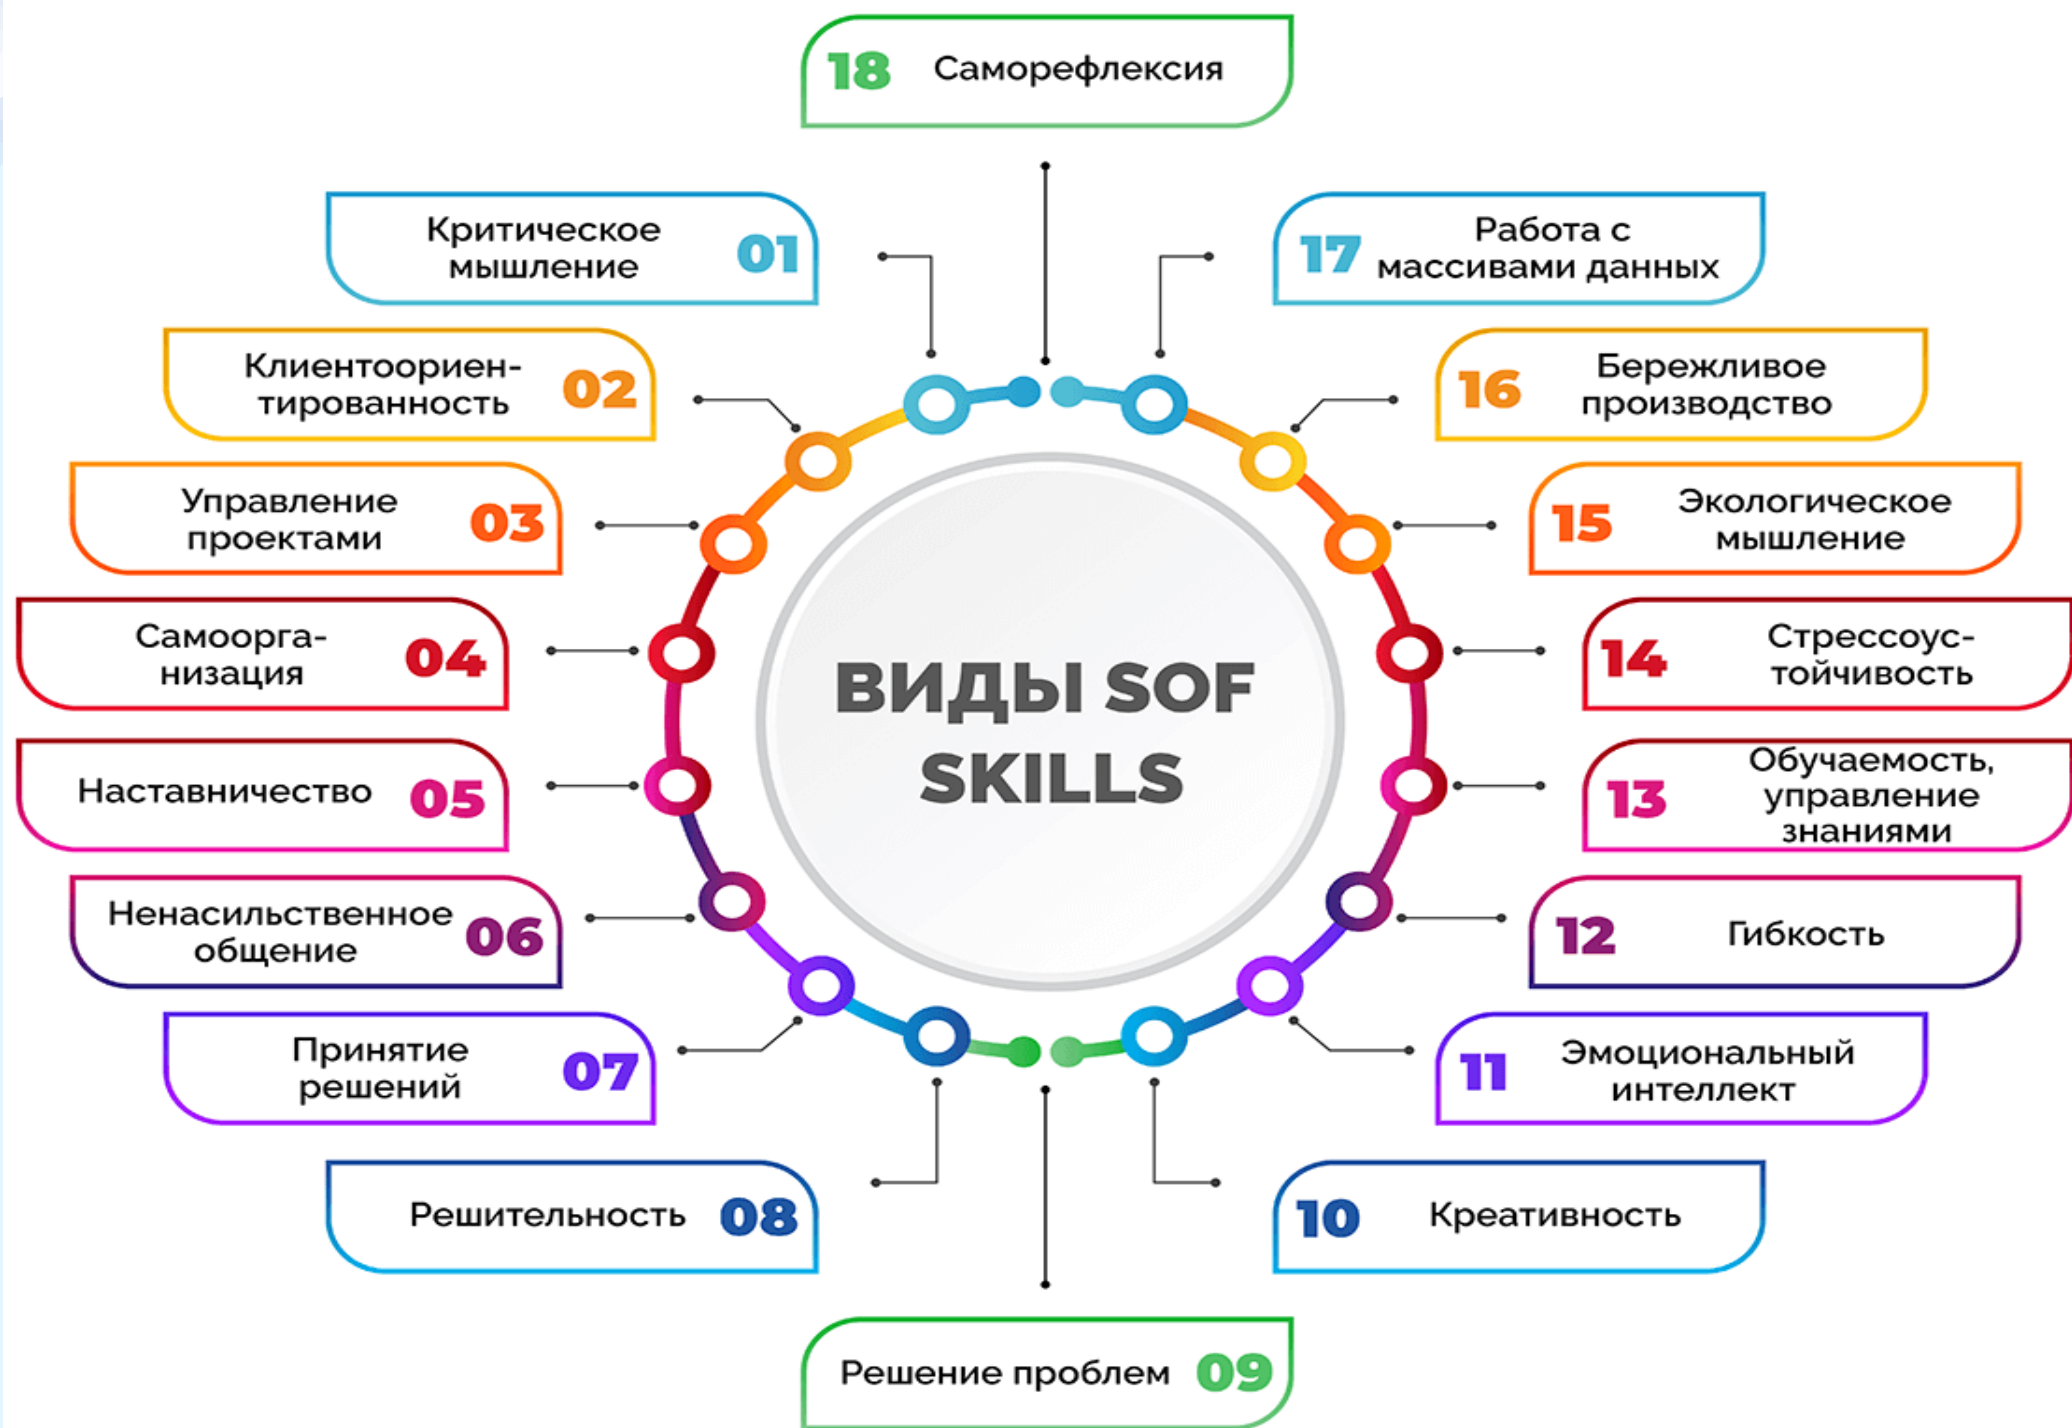 18 Саморефлексия
Критическое
мышление
01
Клиентоориен-
тированность
02
Управление
проектами
03
Самоорга-
низация
04
Наставничество 05
Ненасильственное
общение
06
Принятие
решений
07
Решительность 08
Решение проблем 09
10 Креативность
11
Эмоциональный
интеллект
12 Гибкость
13
Обучаемость,
управление
знаниями
14
Стрессоус-
тойчивость
15
Экологическое
мышление
16
Бережливое
производство
17
Работа с
массивами данных
ВИДЫ SOF
SKILLS